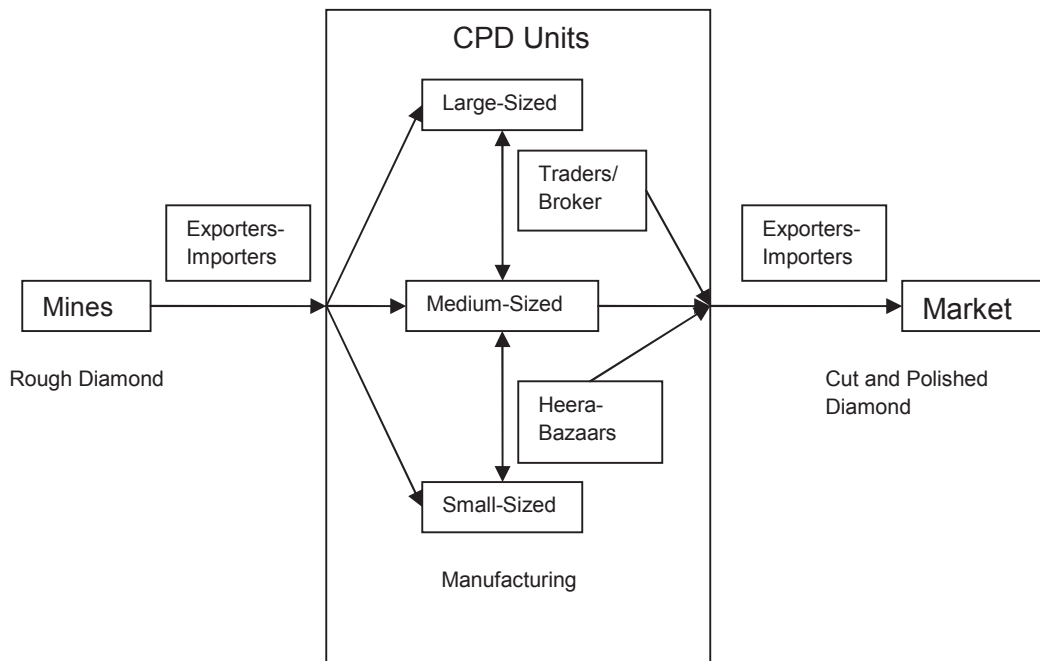 CPD Units
Large-Sized
Traders/
Broker
Exporters-
Importers
Exporters-
Importers
Mines
Medium-Sized
Market
Rough Diamond
Heera-
Bazaars
Cut and Polished
Diamond
Small-Sized
Manufacturing